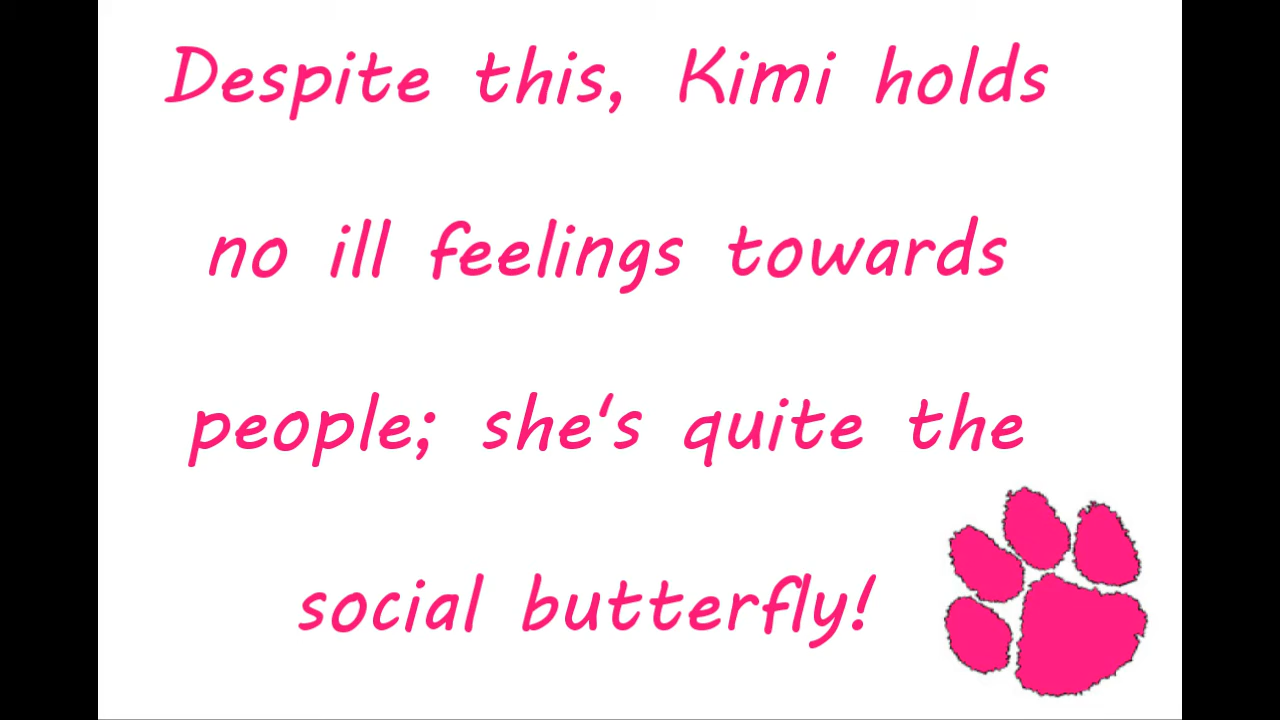 Despite this, Kimi holds
no ill feelings towards
people; she's quite the
social butterfly!